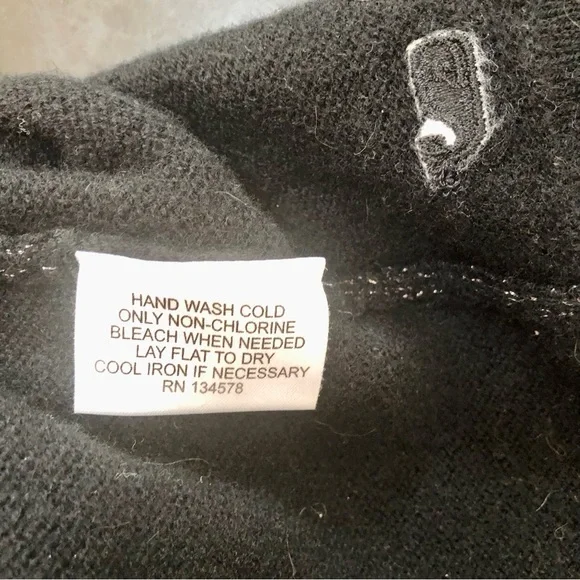 HAND WASH COLD
ONLY NON-CHLORINE
BLEACH WHEN NEEDED
LAY FLAT TO DRY
COOL IRON IF NECESSARY
RN 134578